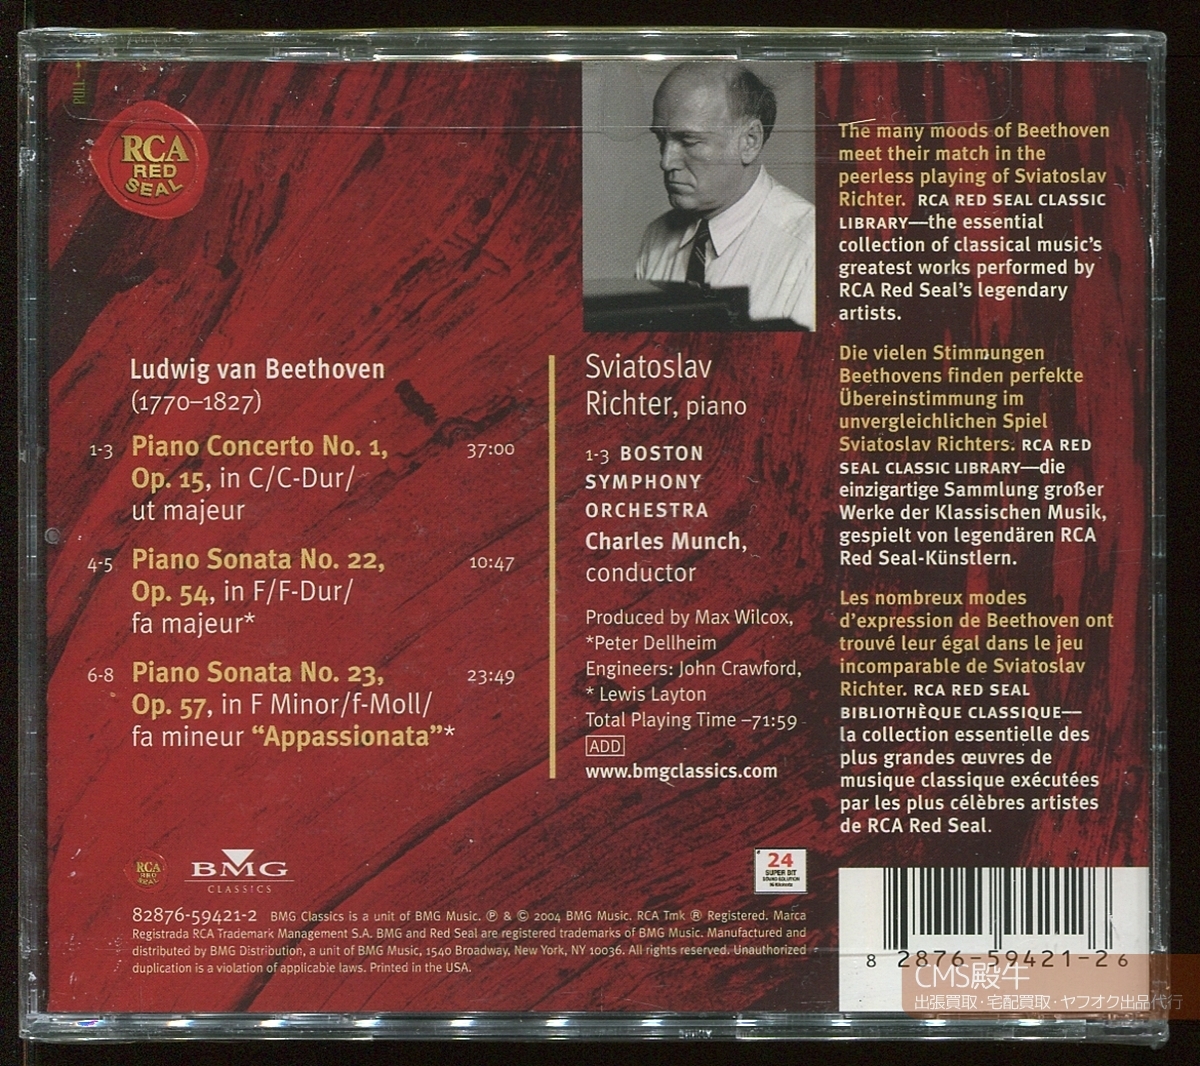 PULL
RCA
RED
SEAL
Ludwig van Beethoven
(1770–1827)
1-3 Piano Concerto No. 1, 37:00
Op. 15, in C/C-Dur/
ut majeur
4-5 Piano Sonata No. 22, 10:47
Op. 54, in F/F-Dur/
fa majeur*
6-8 Piano Sonata No. 23, 23:49
Op. 57, in F Minor/f-Moll/
fa mineur “Appassionata”*
Sviatoslav
Richter, piano
1-3 BOSTON
SYMPHONY
ORCHESTRA
Charles Munch,
conductor
Produced by Max Wilcox,
*Peter Dellheim
Engineers: John Crawford,
* Lewis Layton
Total Playing Time –71:59
ADD
www.bmgclassics.com
The many moods of Beethoven
meet their match in the
peerless playing of Sviatoslav
Richter. RCA RED SEAL CLASSIC
LIBRARY—the essential
collection of classical music’s
greatest works performed by
RCA Red Seal’s legendary
artists.
Die vielen Stimmungen
Beethovens finden perfekte
Übereinstimmung im
unvergleichlichen Spiel
Sviatoslav Richters. RCA RED
SEAL CLASSIC LIBRARY—die
einzigartige Sammlung großer
Werke der Klassischen Musik,
gespielt von legendären RCA
Red Seal-Künstlern.
Les nombreux modes
d’expression de Beethoven ont
trouvé leur égal dans le jeu
incomparable de Sviatoslav
Richter. RCA RED SEAL
BIBLIOTHÈQUE CLASSIQUE—
la collection essentielle des
plus grandes œuvres de
musique classique exécutées
par les plus célèbres artistes
de RCA Red Seal.
RCA
RED
SEAL
BMG
CLASSICS
24
SUPER BIT
82876-59421-2 BMG Classics is a unit of BMG Music. ℗ & © 2004 BMG Music. RCA Tmk ® Registered. Marca
Registrada RCA Trademark Management S.A. BMG and Red Seal are registered trademarks of BMG Music. Manufactured and
distributed by BMG Distribution, a unit of BMG Music, 1540 Broadway, New York, NY 10036. All rights reserved. Unauthorized
duplication is a violation of applicable laws. Printed in the USA.
8 2876-59421-2 6
CMS殿牛
出張買取・宅配買取・ヤフオク出品代行